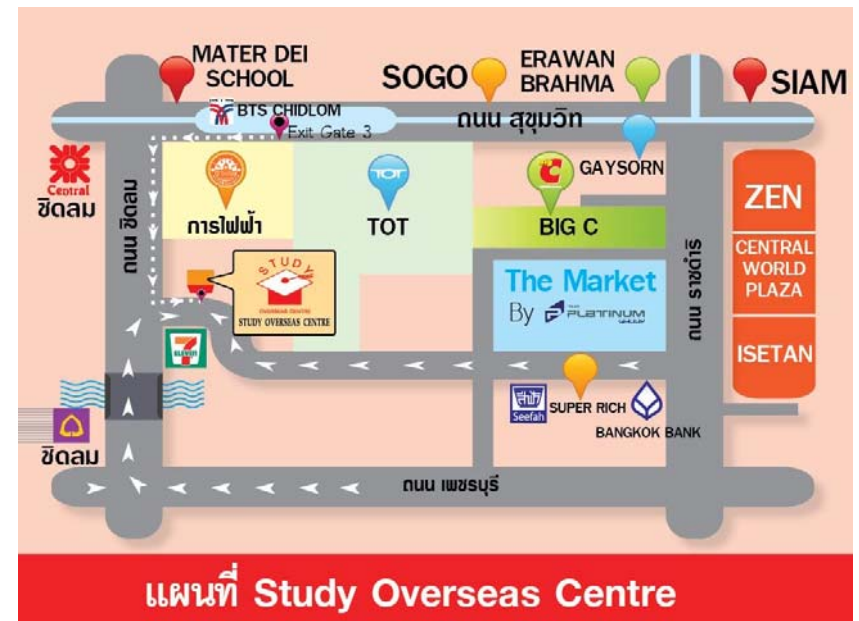 MATER DEI
SCHOOL
SOGO
ERAWAN
BRAHMA
SIAM
BTS CHIDLOM
Exit Gate 3
ถนน สุขุมวิท
Central
ชิดลม
ถนน ชิดลม
การไฟฟ้า
TOT
TOT
BIG C
GAYSORN
ZEN
CENTRAL
WORLD
PLAZA
ISETAN
ถนน ราชดำริ
STUDY
OVERSEAS CENTRE
STUDY OVERSEAS CENTRE
The Market
By PLATINUM
7
ELEVEN
Seefah
SUPER RICH
BANGKOK BANK
ชิดลม
ถนน เพชรบุรี
แผนที่ Study Overseas Centre